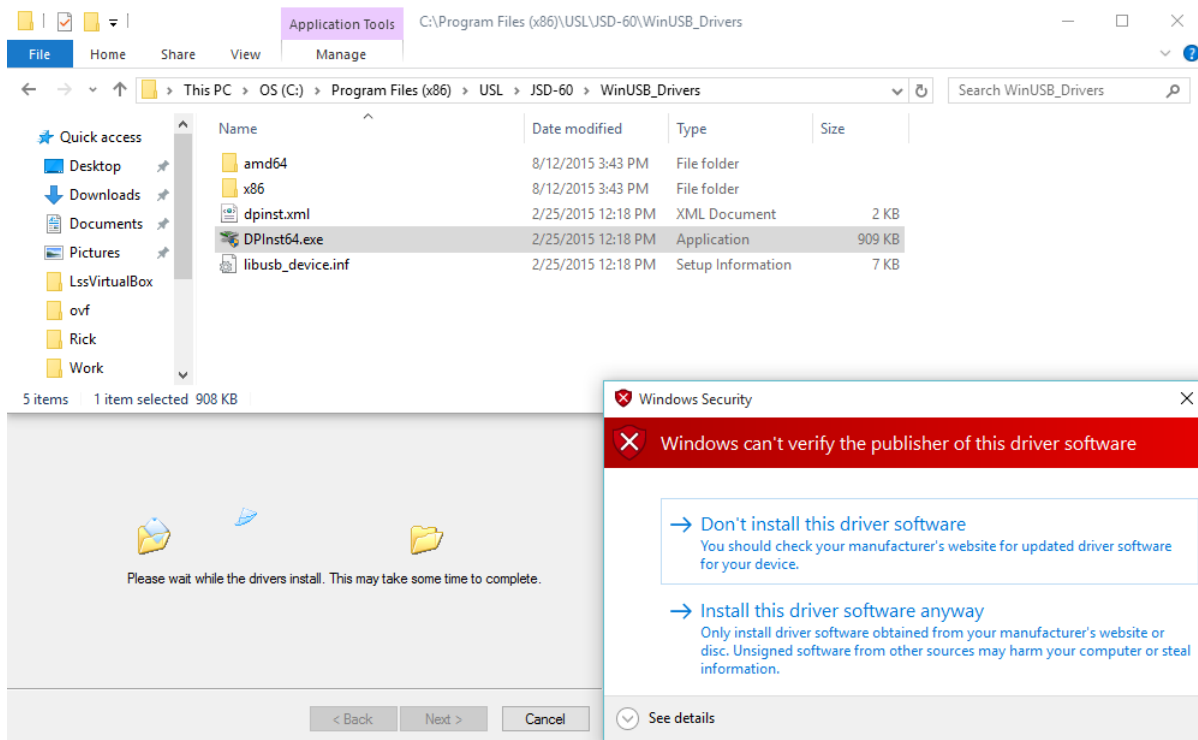 Application Tools
C:\Program Files (x86)\USL\JSD-60\WinUSB_Drivers
File
Home
Share
View
Manage
This PC
OS (C:)
Program Files (x86)
USL
JSD-60
WinUSB_Drivers
Search WinUSB_Drivers
Quick access
Desktop
Downloads
Documents
Pictures
LssVirtualBox
ovf
Rick
Work
Name Date modified Type Size
amd64 8/12/2015 3:43 PM File folder
x86 8/12/2015 3:43 PM File folder
dpinst.xml 2/25/2015 12:18 PM XML Document 2 KB
DPInst64.exe 2/25/2015 12:18 PM Application 909 KB
libusb_device.inf 2/25/2015 12:18 PM Setup Information 7 KB
5 items 1 item selected 908 KB
Please wait while the drivers install. This may take some time to complete.
< Back
Next >
Cancel
Windows Security
Windows can't verify the publisher of this driver software
Don't install this driver software
You should check your manufacturer's website for updated driver software
for your device.
Install this driver software anyway
Only install driver software obtained from your manufacturer's website or
disc. Unsigned software from other sources may harm your computer or steal
information.
See details